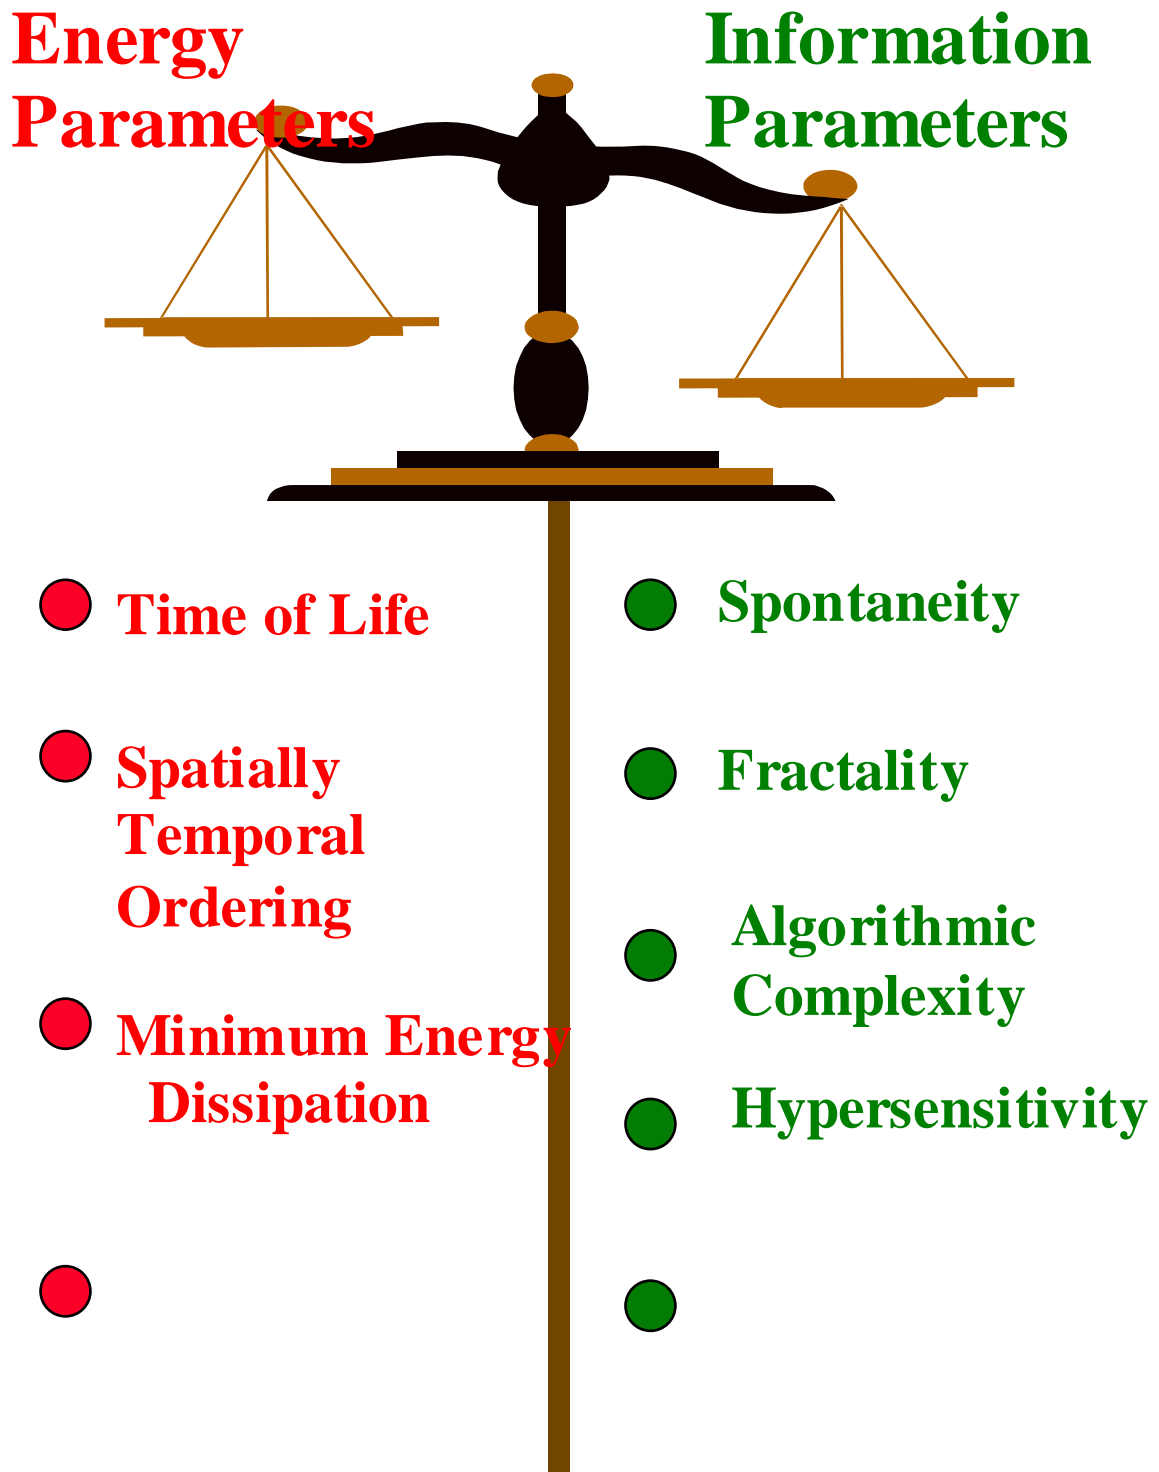 Energy
Parameters
Information
Parameters
Time of Life
Spatially
Temporal
Ordering
Minimum Energy
Dissipation
Spontaneity
Fractality
Algorithmic
Complexity
Hypersensitivity